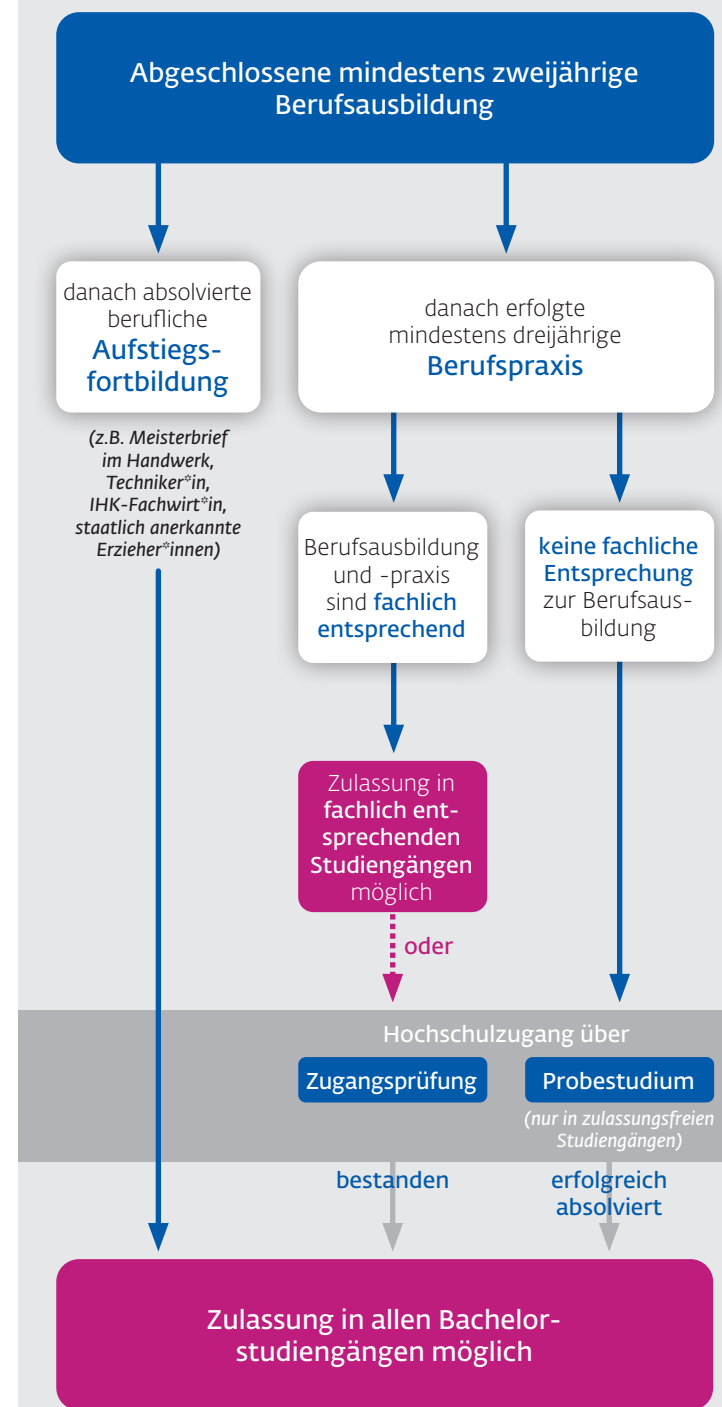 Abgeschlossene mindestens zweijährige
Berufsausbildung
danach absolvierte
berufliche
Aufstiegs-
fortbildung
(z.B. Meisterbrief
im Handwerk,
Techniker*in,
IHK-Fachwirt*in,
staatlich anerkannte
Erzieher*innen)
danach erfolgte
mindestens dreijährige
Berufspraxis
Berufsausbildung
und -praxis
sind fachlich
entsprechend
keine fachliche
Entsprechung
zur Berufsaus-
bildung
Zulassung in
fachlich ent-
sprechenden
Studiengängen
möglich
oder
Hochschulzugang über
Zugangsprüfung
Probestudium
(nur in zulassungsfreien
Studiengängen)
bestanden
erfolgreich
absolviert
Zulassung in allen Bachelor-
studiengängen möglich